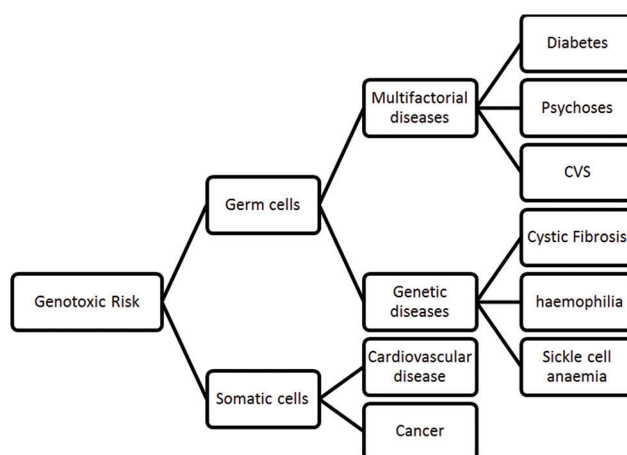 Diabetes
Multifactorial
diseases
Psychoses
CVS
Germ cells
Cystic Fibrosis
Genotoxic Risk
Genetic
diseases
haemophilia
Cardiovascular
disease
Sickle cell
anaemia
Somatic cells
Cancer